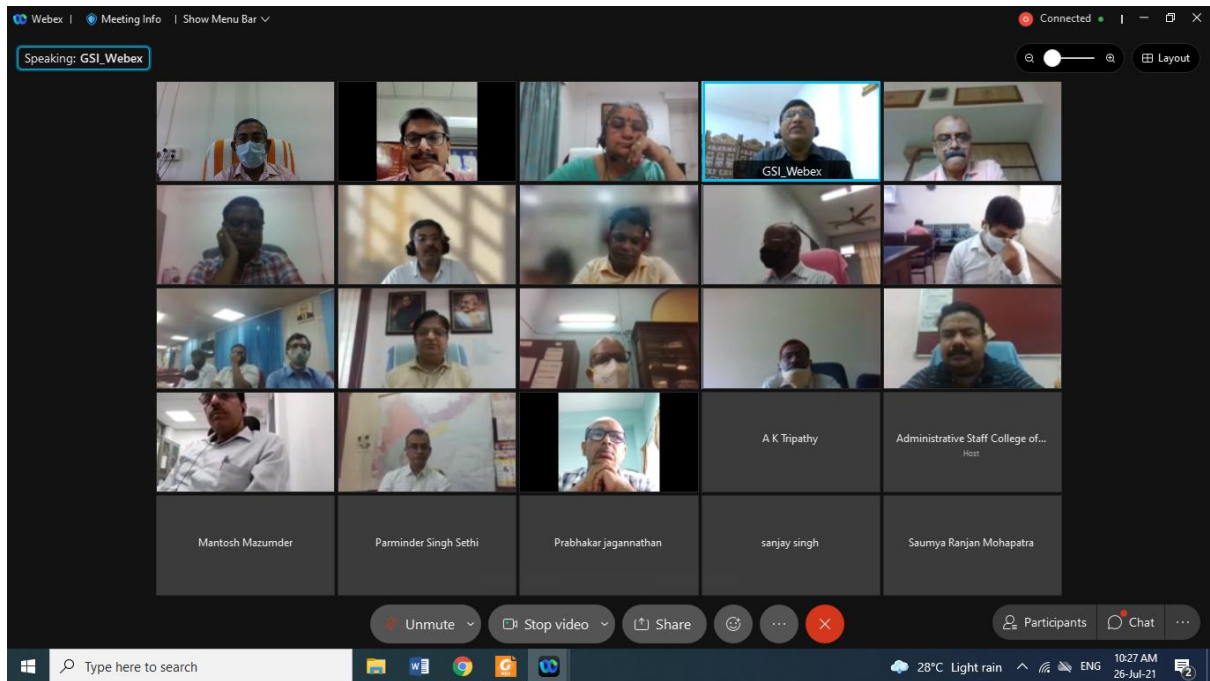 Webex | Meeting Info | Show Menu Bar
Connected
Speaking: GSI_Webex
Layout
GSI_Webex
A K Tripathy
Administrative Staff College of...
Host
Mantosh Mazumder
Parminder Singh Sethi
Prabhakar jagannathan
sanjay singh
Saumya Ranjan Mohapatra
Unmute
Stop video
Share
Participants
Chat
Type here to search
28°C Light rain
ENG
10:27 AM
26-Jul-21
2